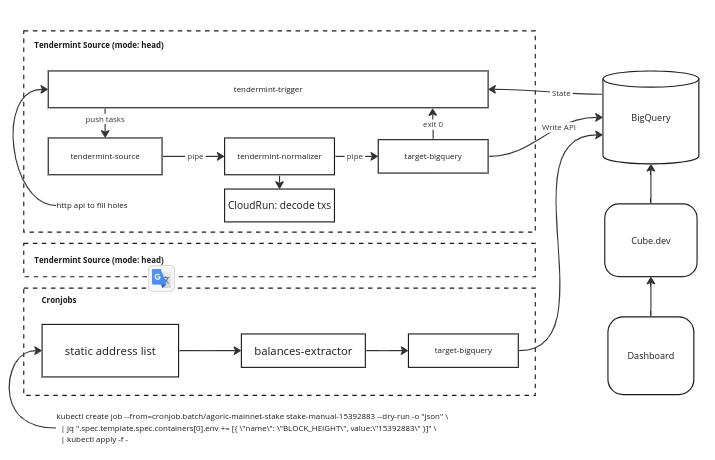 Tendermint Source (mode: head)
tendermint-trigger
State
BigQuery
push tasks
exit 0
Write API
tendermint-source
pipe
tendermint-normalizer
pipe
target-bigquery
http api to fill holes
CloudRun: decode txs
Cube.dev
Tendermint Source (mode: head)
G
Cronjobs
static address list
balances-extractor
target-bigquery
Dashboard
kubectl create job --from=cronjob.batch/agoric-mainnet-stake stake-manual-15392883 --dry-run -o "json" \
| jq ".spec.template.spec.containers[0].env += [{ \"name\": \"BLOCK_HEIGHT\", value:\"15392883\" }]" \
| kubectl apply -f -